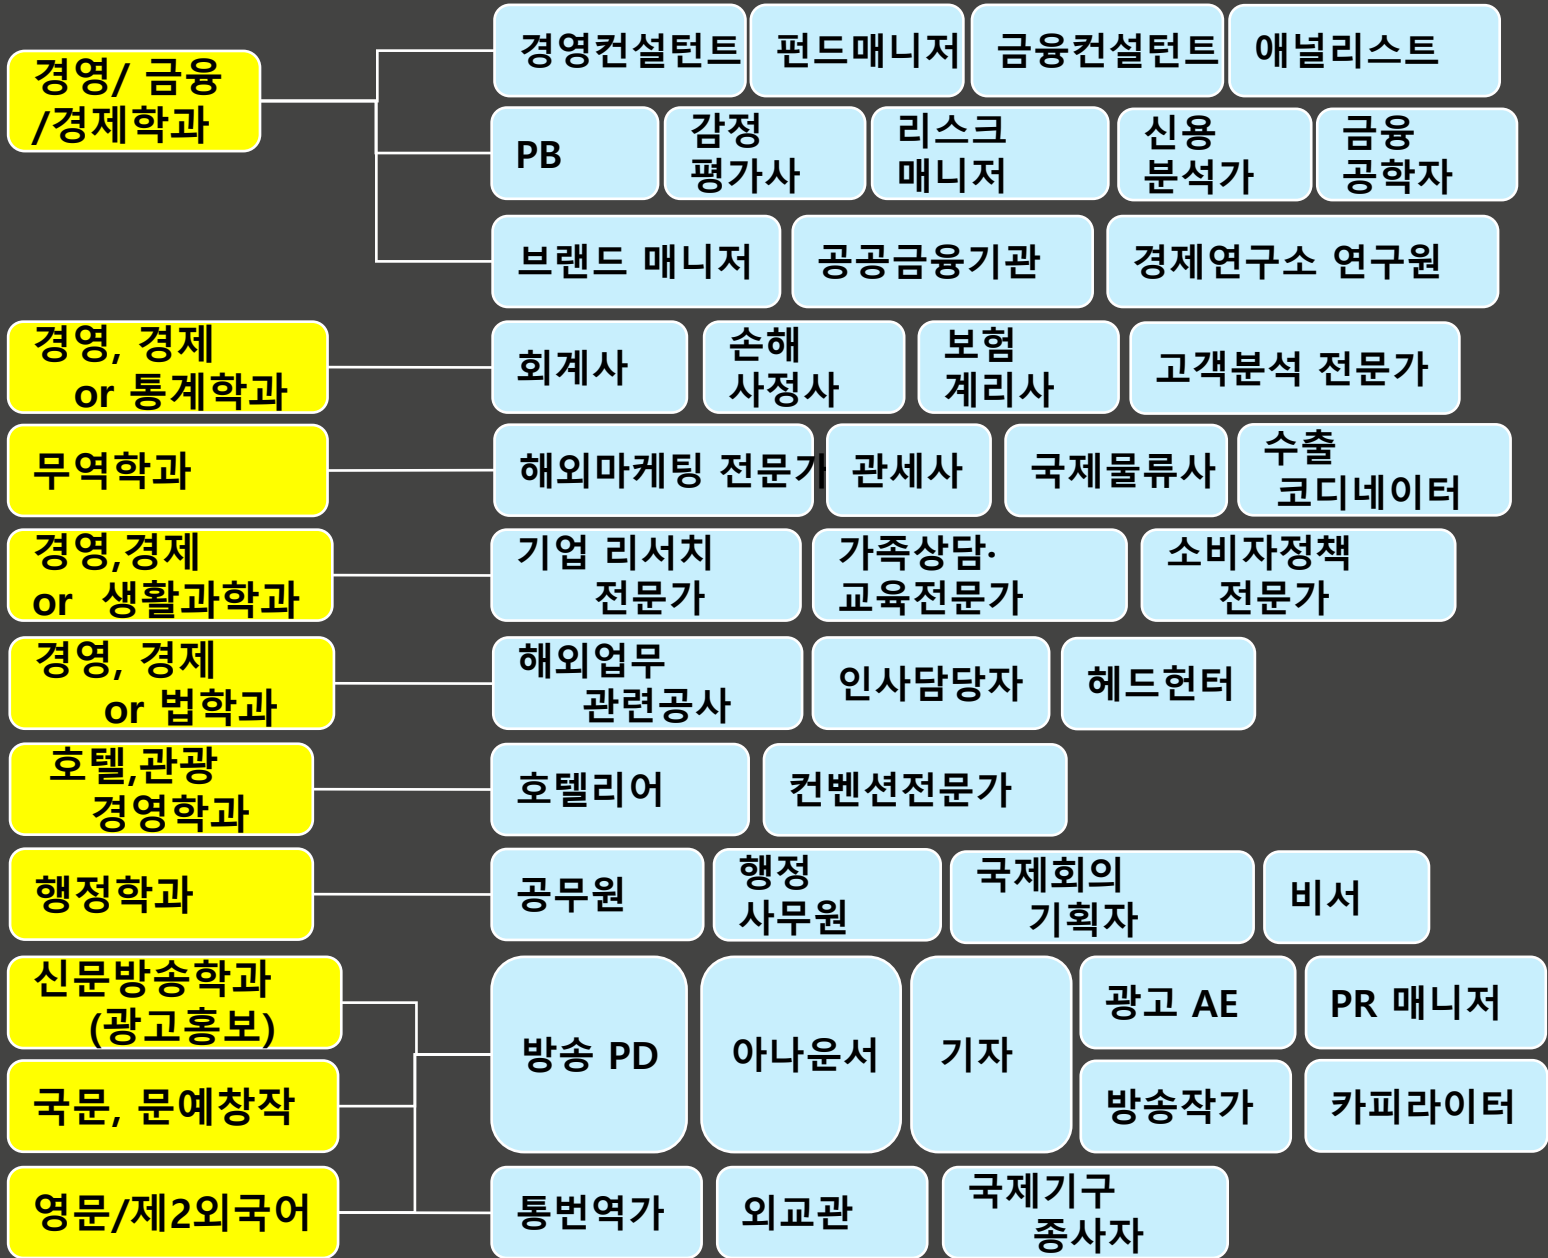 경영/ 금융
/경제학과
경영컨설턴트
펀드매니저
금융컨설턴트
애널리스트
PB
감정
평가사
리스크
매니저
신용
분석가
금융
공학자
브랜드 매니저
공공금융기관
경제연구소 연구원
경영, 경제
or 통계학과
회계사
손해
사정사
보험
계리사
고객분석 전문가
무역학과
해외마케팅 전문가
관세사
국제물류사
수출
코디네이터
경영,경제
or 생활과학과
기업 리서치
전문가
가족상담·
교육전문가
소비자정책
전문가
경영, 경제
or 법학과
해외업무
관련공사
인사담당자
헤드헌터
호텔,관광
경영학과
호텔리어
컨벤션전문가
행정학과
공무원
행정
사무원
국제회의
기획자
비서
신문방송학과
(광고홍보)
국문, 문예창작
방송 PD
아나운서
기자
광고 AE
PR 매니저
방송작가
카피라이터
영문/제2외국어
통번역가
외교관
국제기구
종사자